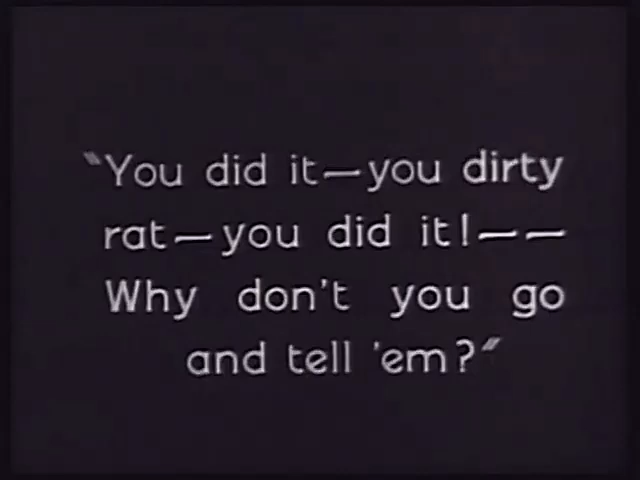 "You did it—you dirty
rat—you did it!——
Why don't you go
and tell 'em?"